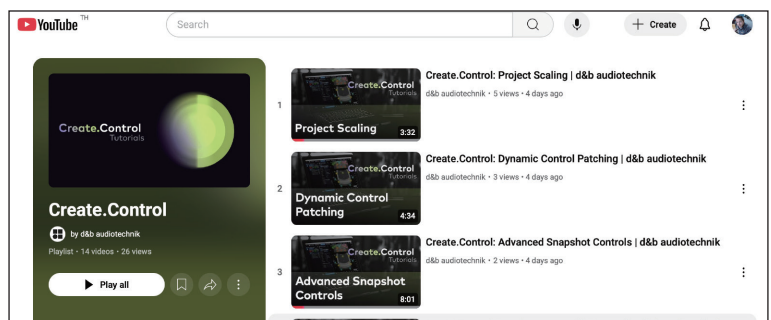 YouTube TH
Search
Create
Create.Control
Tutorials
Create.Control
by d&b audiotechnik
Playlist • 14 videos • 26 views
Play all
1
Create.Control
Tutorials
Project Scaling
3:32
Create.Control: Project Scaling | d&b audiotechnik
d&b audiotechnik • 5 views • 4 days ago
2
Create.Control
Tutorials
Dynamic Control
Patching
4:34
Create.Control: Dynamic Control Patching | d&b audiotechnik
d&b audiotechnik • 3 views • 4 days ago
3
Create.Control
Tutorials
Advanced Snapshot
Controls
8:01
Create.Control: Advanced Snapshot Controls | d&b audiotechnik
d&b audiotechnik • 2 views • 4 days ago